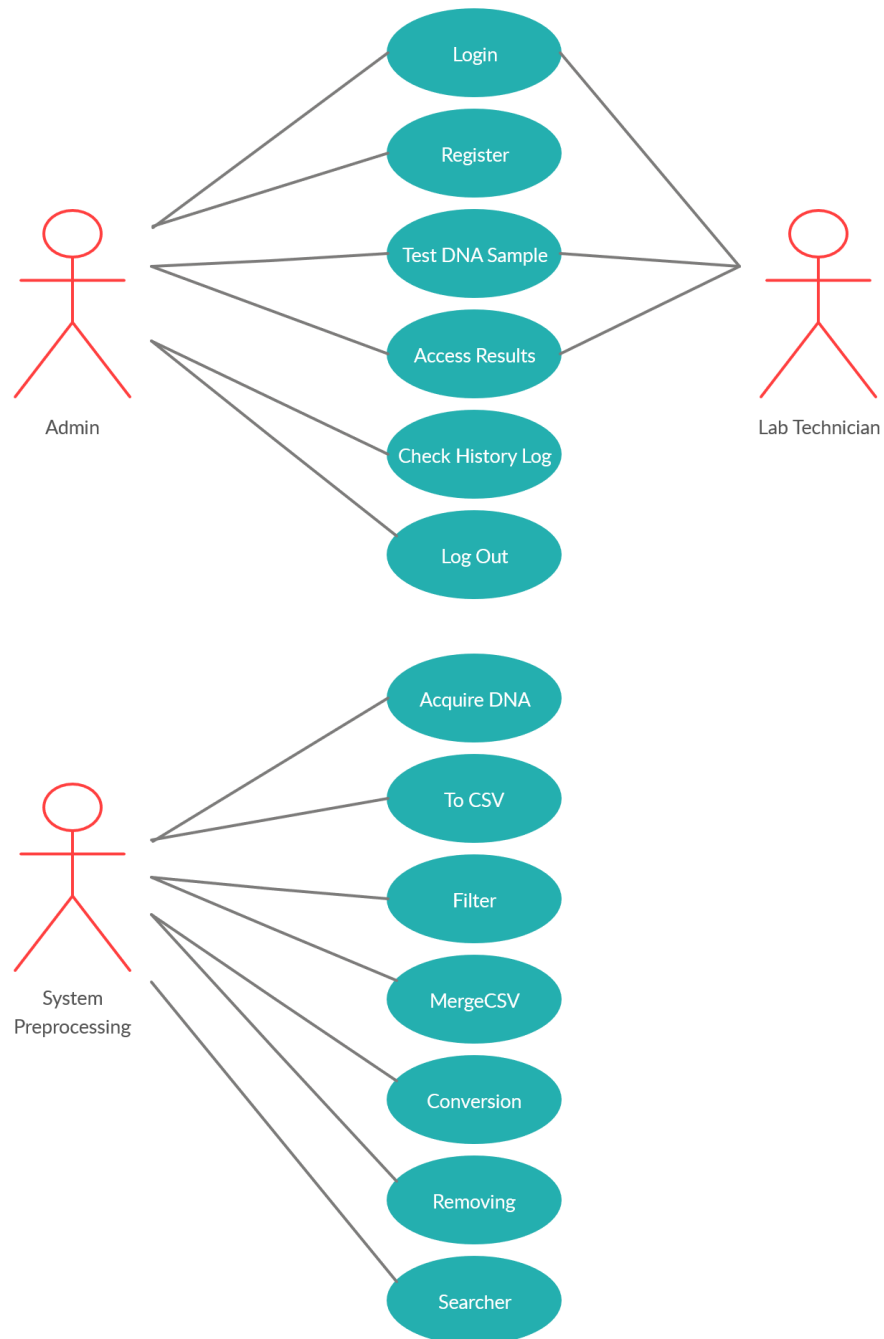 Login
Register
Test DNA Sample
Access Results
Admin
Lab Technician
Check History Log
Log Out
Acquire DNA
To CSV
Filter
System
Preprocessing
MergeCSV
Conversion
Removing
Searcher